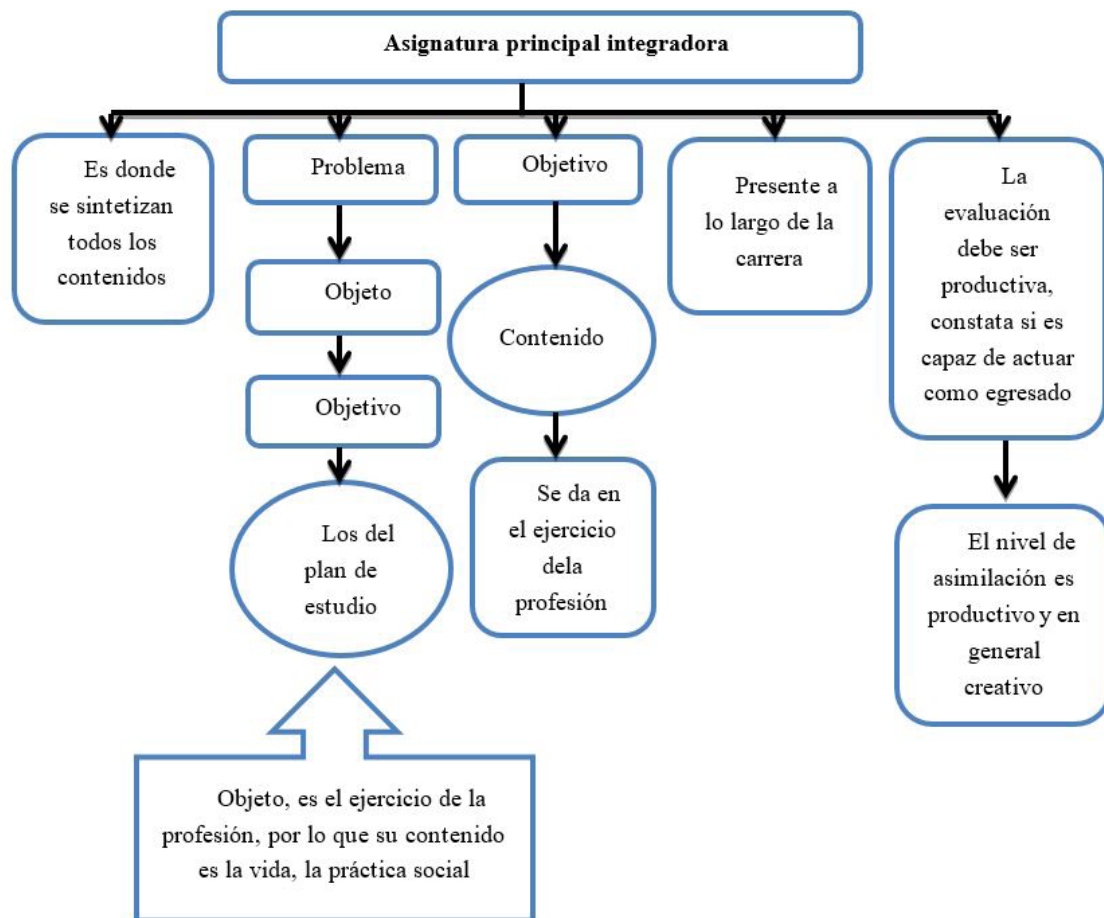 Asignatura principal integradora
Es donde
se sintetizan
todos los
contenidos
Problema
Objeto
Objetivo
Los del
plan de
estudio
Objeto, es el ejercicio de la
profesión, por lo que su contenido
es la vida, la práctica social
Objetivo
Contenido
Se da en
el ejercicio
dela
profesión
Presente a
lo largo de la
carrera
La
evaluación
debe ser
productiva,
constata si es
capaz de actuar
como egresado
El nivel de
asimilación es
productivo y en
general
creativo